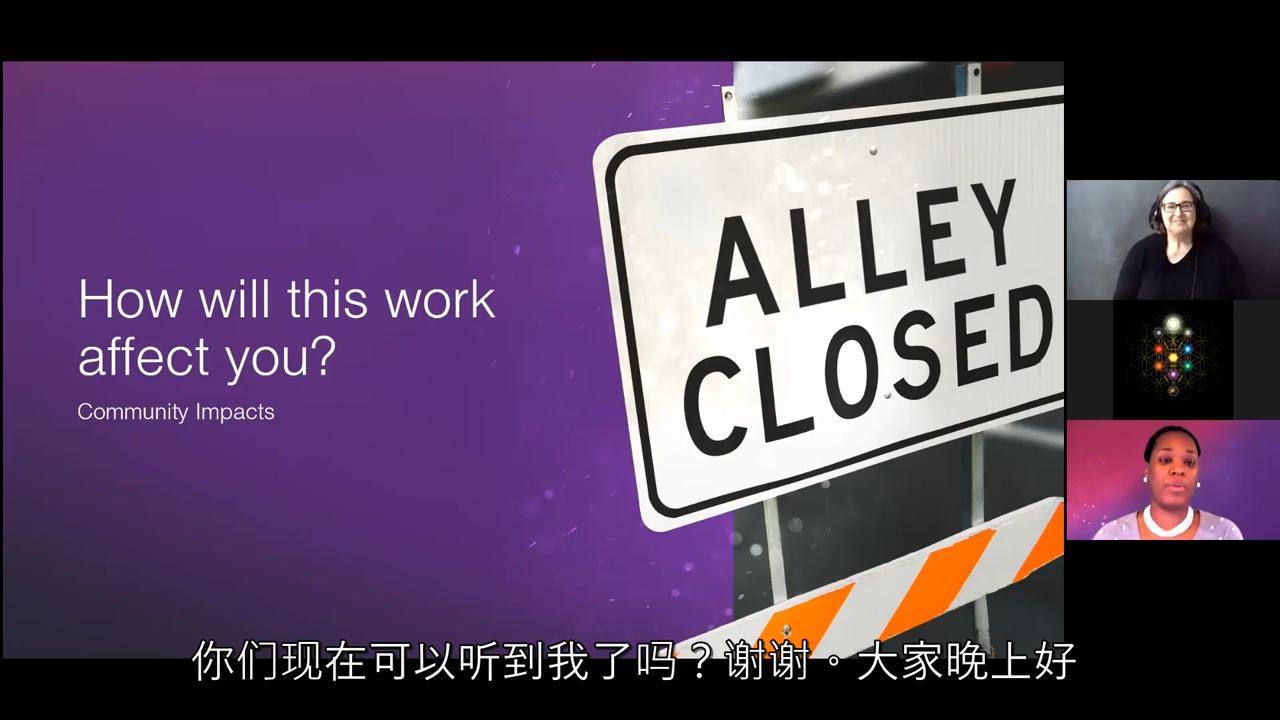 How will this work
affect you?
Community Impacts
ALLEY
CLOSED
你们现在可以听到我了吗？谢谢。大家晚上好